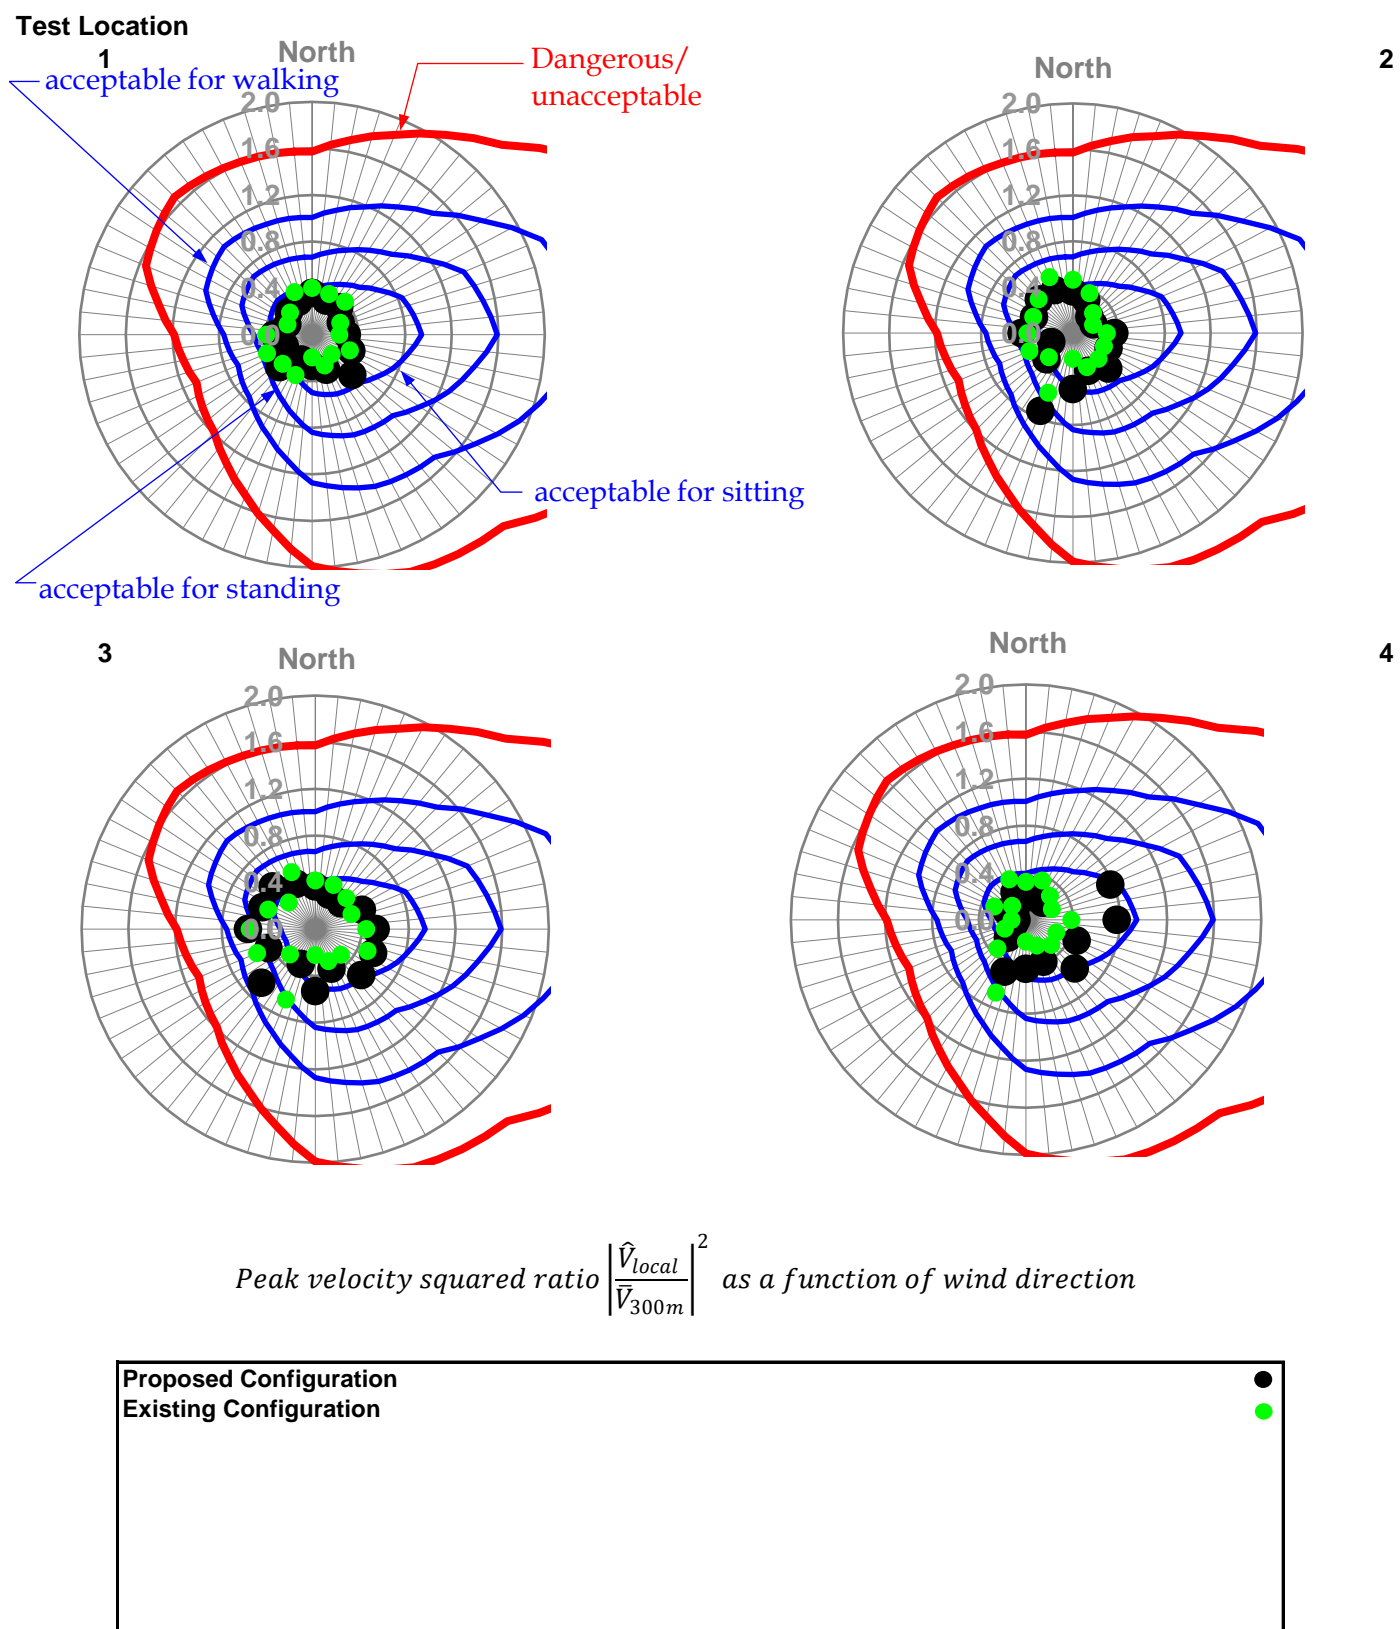 Test Location
1
North
acceptable for walking
Dangerous/
unacceptable
2.0
1.6
1.2
0.8
0.4
0.0
acceptable for sitting
acceptable for standing
2
North
2.0
1.6
1.2
0.8
0.4
0.0
3
North
2.0
1.6
1.2
0.8
0.4
0.0
4
North
2.0
1.6
1.2
0.8
0.4
0.0
Peak velocity squared ratio |V̂local / V̄300m|² as a function of wind direction
Proposed Configuration
Existing Configuration